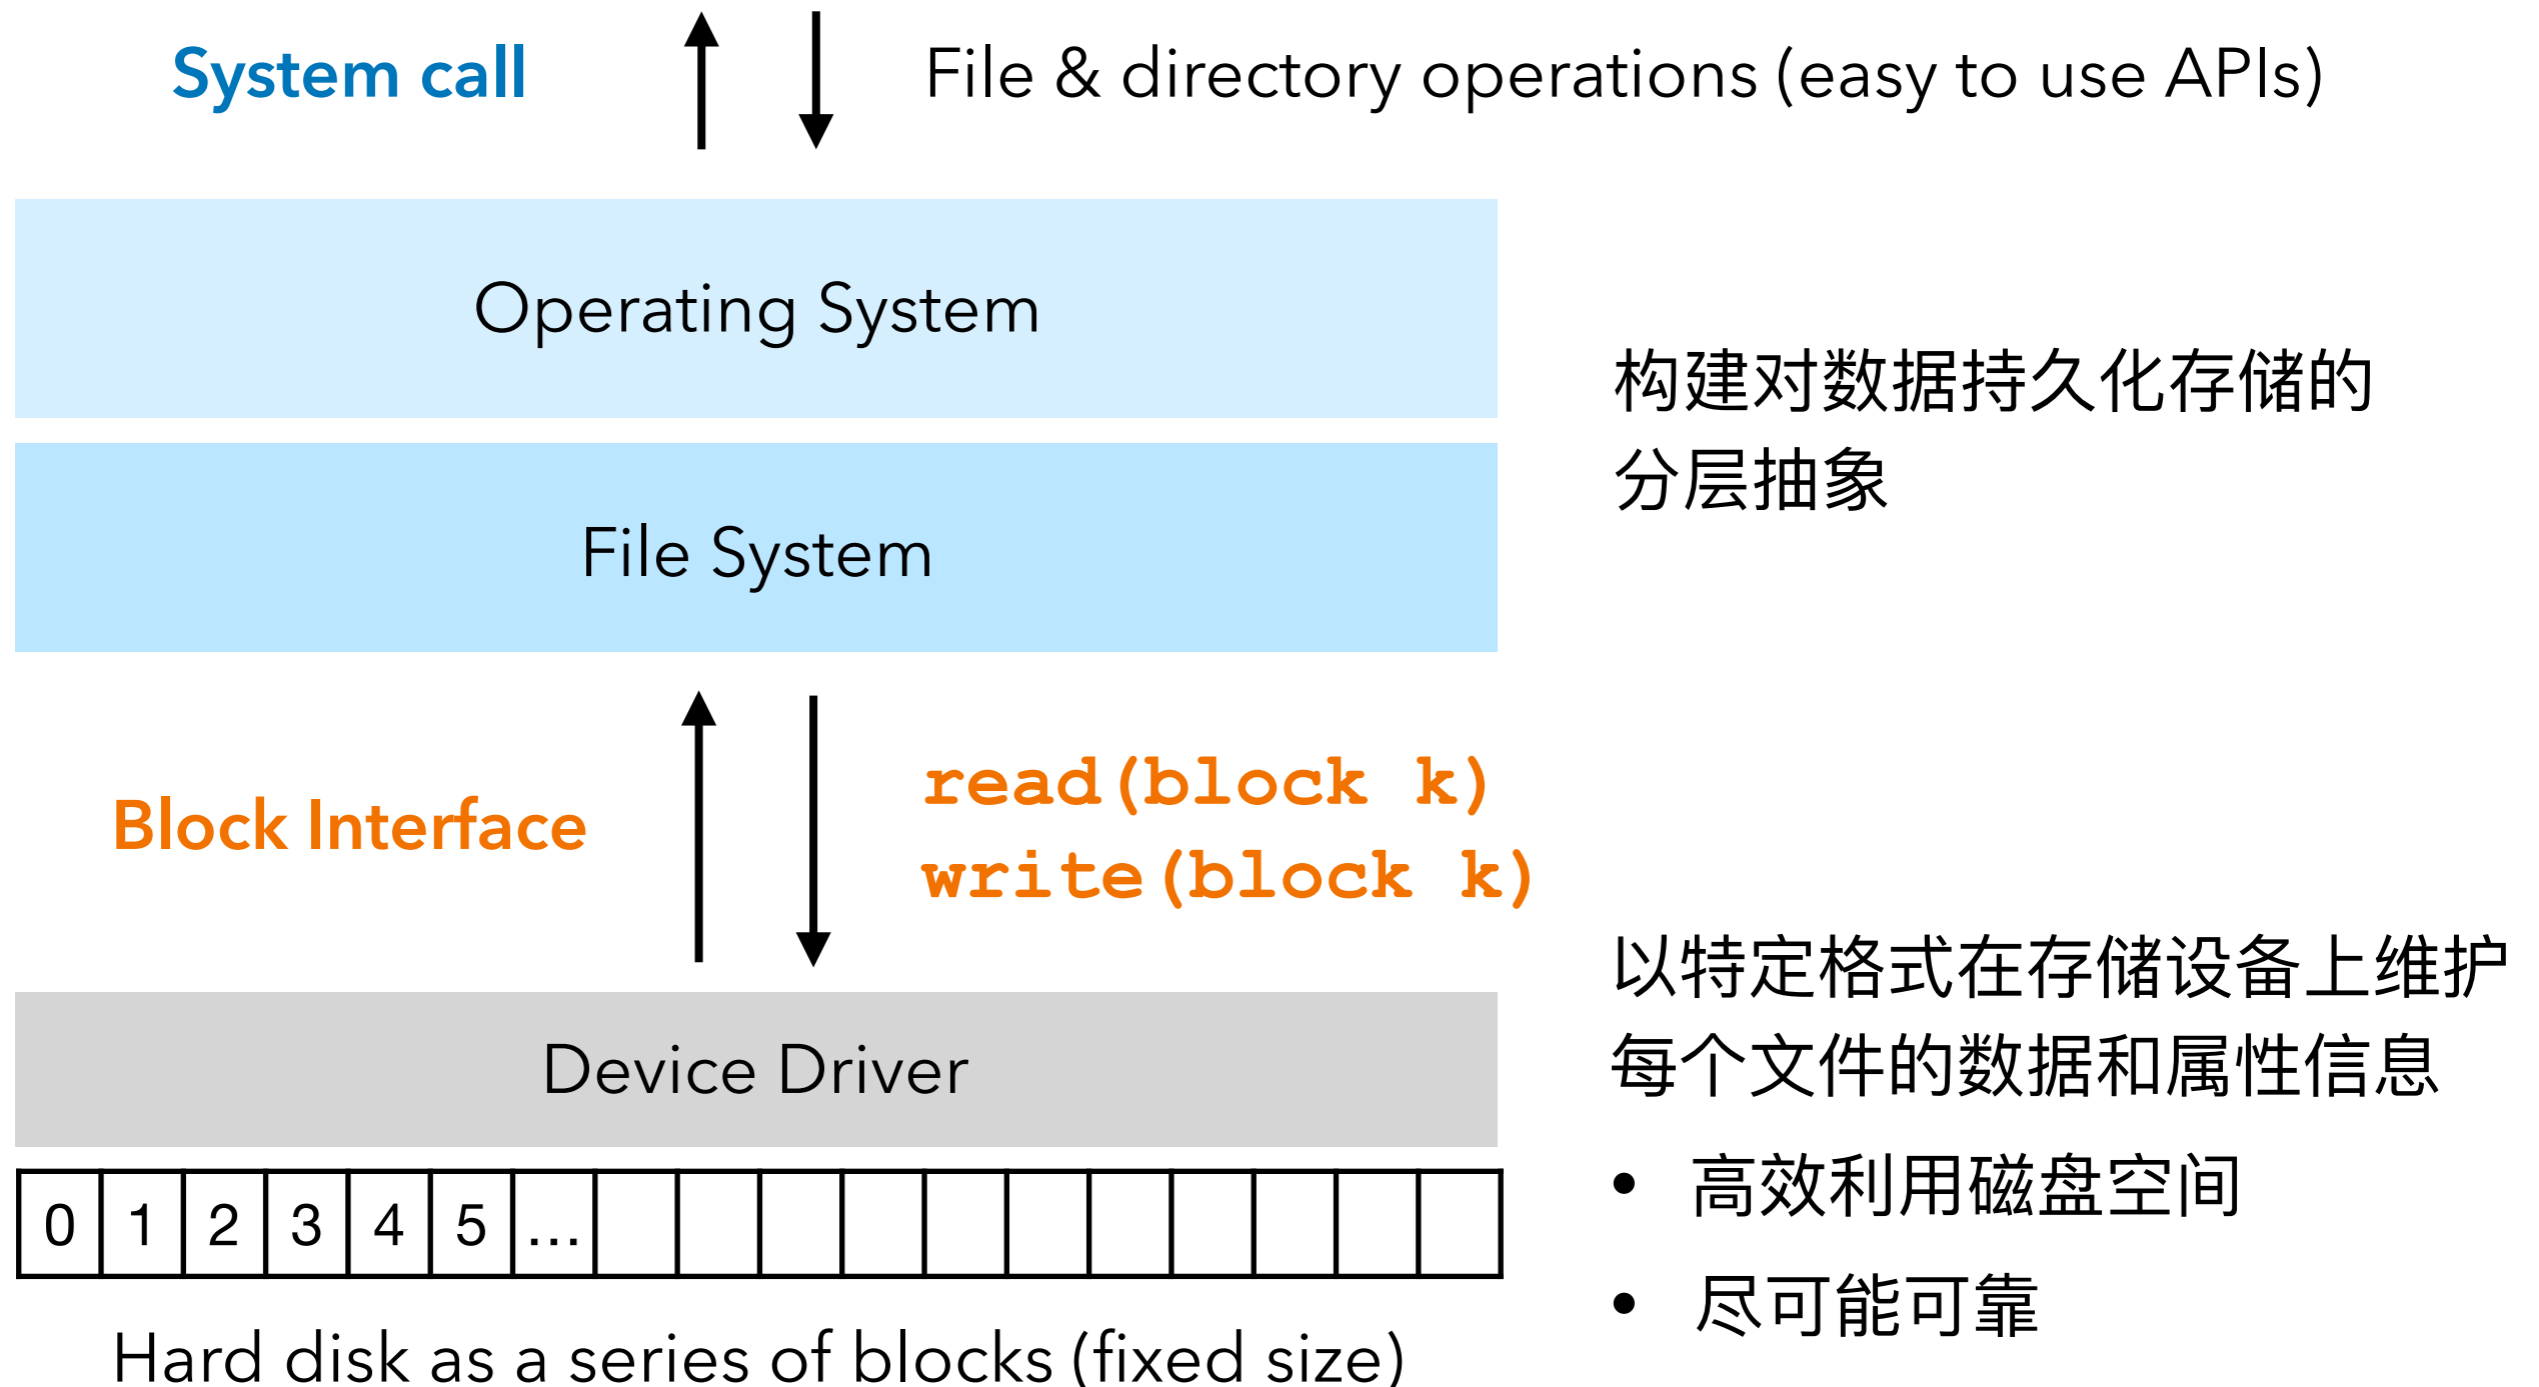 System call
File & directory operations (easy to use APIs)
Operating System
构建对数据持久化存储的
分层抽象
File System
Block Interface
read(block k)
write(block k)
以特定格式在存储设备上维护
每个文件的数据和属性信息
Device Driver
• 高效利用磁盘空间
0 1 2 3 4 5 ...
• 尽可能可靠
Hard disk as a series of blocks (fixed size)